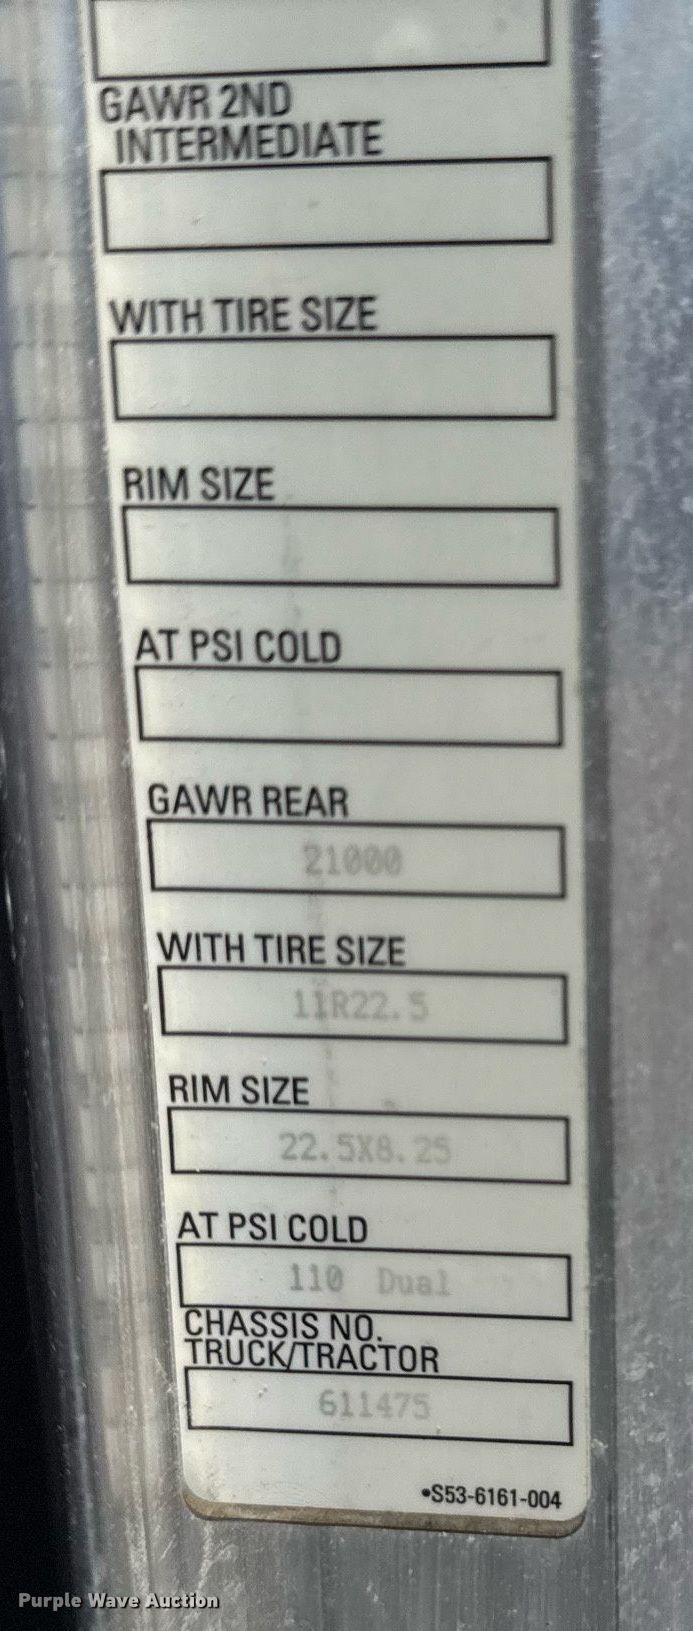 GAWR 2ND
INTERMEDIATE
WITH TIRE SIZE
RIM SIZE
AT PSI COLD
GAWR REAR
21000
WITH TIRE SIZE
11R22.5
RIM SIZE
22.5X8.25
AT PSI COLD
110 Dual
CHASSIS NO.
TRUCK/TRACTOR
611475
•S53-6161-004
Purple Wave Auction